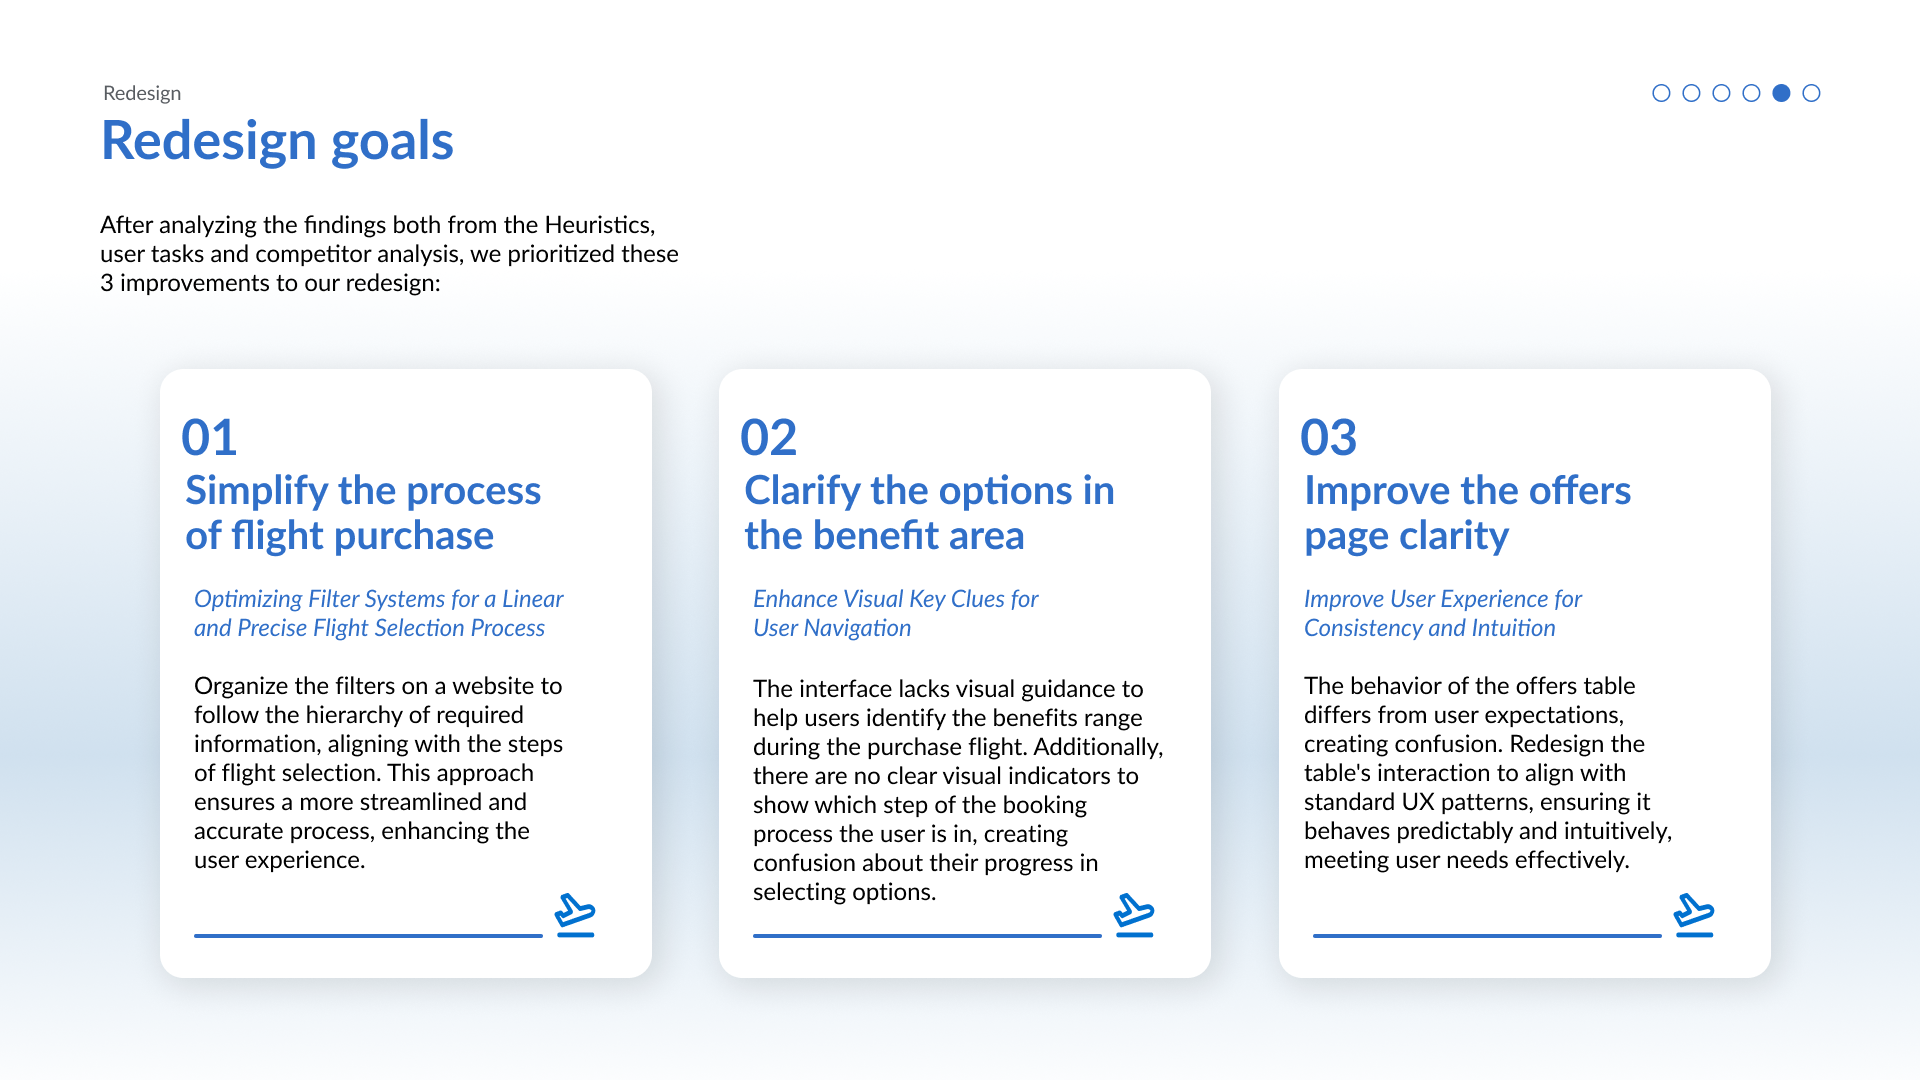 Redesign
Redesign goals
After analyzing the findings both from the Heuristics,
user tasks and competitor analysis, we prioritized these
3 improvements to our redesign:
01
Simplify the process
of flight purchase
Optimizing Filter Systems for a Linear
and Precise Flight Selection Process
Organize the filters on a website to
follow the hierarchy of required
information, aligning with the steps
of flight selection. This approach
ensures a more streamlined and
accurate process, enhancing the
user experience.
02
Clarify the options in
the benefit area
Enhance Visual Key Clues for
User Navigation
The interface lacks visual guidance to
help users identify the benefits range
during the purchase flight. Additionally,
there are no clear visual indicators to
show which step of the booking
process the user is in, creating
confusion about their progress in
selecting options.
03
Improve the offers
page clarity
Improve User Experience for
Consistency and Intuition
The behavior of the offers table
differs from user expectations,
creating confusion. Redesign the
table's interaction to align with
standard UX patterns, ensuring it
behaves predictably and intuitively,
meeting user needs effectively.